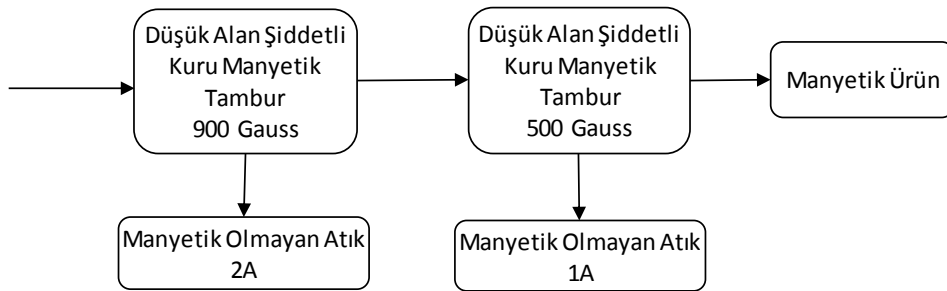 Düşük Alan Şiddetli
Kuru Manyetik
Tambur
900 Gauss
Düşük Alan Şiddetli
Kuru Manyetik
Tambur
500 Gauss
Manyetik Ürün
Manyetik Olmayan Atık
2A
Manyetik Olmayan Atık
1A